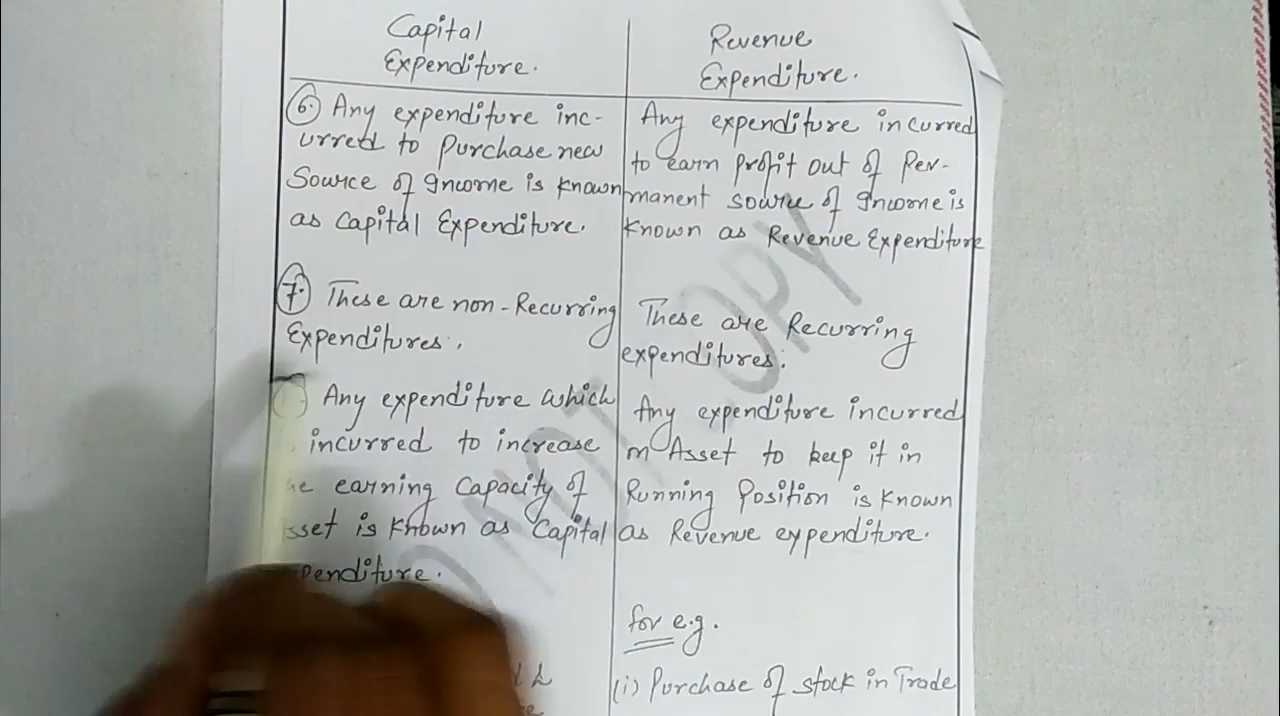 Capital
Expenditure.
Revenue
Expenditure.
6. Any expenditure inc-
urred to Purchase new
Source of Income is known
as Capital Expenditure.
Any expenditure incurred
to earn Profit out of Per-
manent source of Income is
known as Revenue Expenditure
7. These are non-Recurring
Expenditures.
These are Recurring
expenditures.
Any expenditure which
incurred to increase
earning Capacity of
is known as Capital
Any expenditure incurred
on Asset to keep it in
Running Position is known
as Revenue expenditure.
for e.g.
(i) Purchase of stock in Trade
NOT COPY